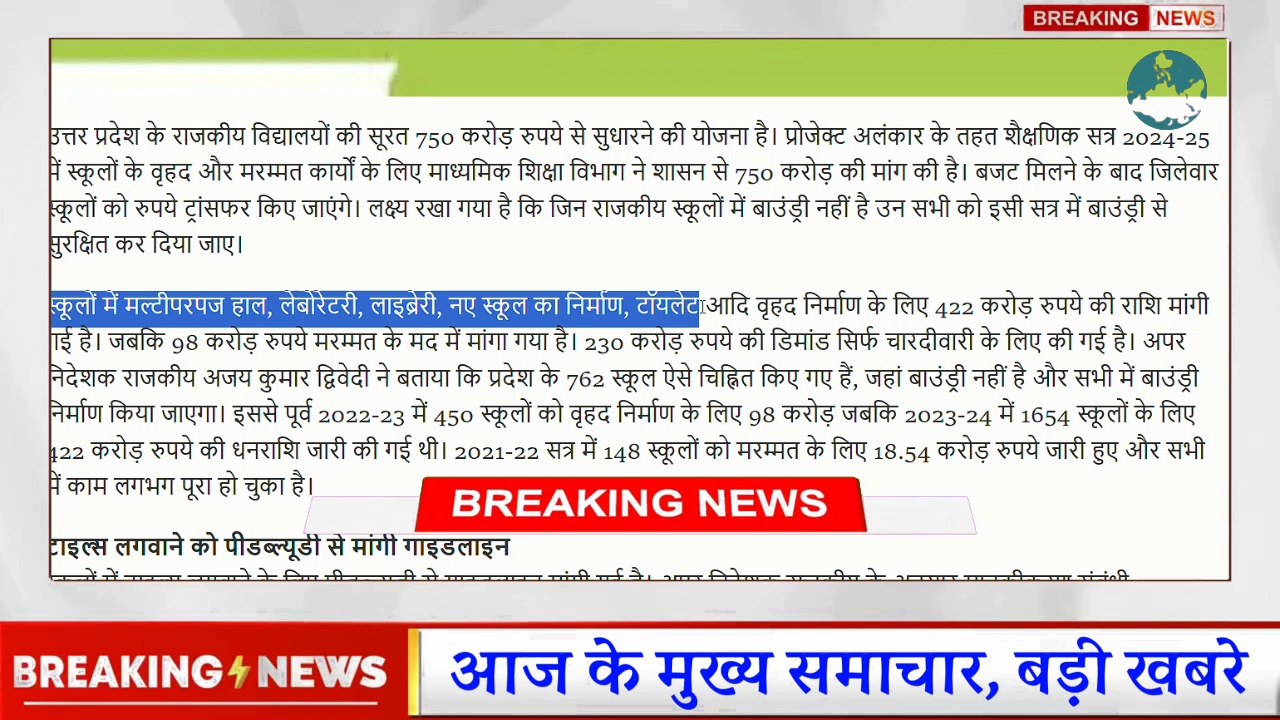 BREAKING NEWS
उत्तर प्रदेश के राजकीय विद्यालयों की सूरत 750 करोड़ रुपये से सुधारने की योजना है। प्रोजेक्ट अलंकार के तहत शैक्षणिक सत्र 2024-25
में स्कूलों के वृहद और मरम्मत कार्यों के लिए माध्यमिक शिक्षा विभाग ने शासन से 750 करोड़ की मांग की है। बजट मिलने के बाद जिलेवार
स्कूलों को रुपये ट्रांसफर किए जाएंगे। लक्ष्य रखा गया है कि जिन राजकीय स्कूलों में बाउंड्री नहीं है उन सभी को इसी सत्र में बाउंड्री से
सुरक्षित कर दिया जाए।
स्कूलों में मल्टीपरपज हाल, लेबोरेटरी, लाइब्रेरी, नए स्कूल का निर्माण, टॉयलेट आदि वृहद निर्माण के लिए 422 करोड़ रुपये की राशि मांगी
गई है। जबकि 98 करोड़ रुपये मरम्मत के मद में मांगा गया है। 230 करोड़ रुपये की डिमांड सिर्फ चारदीवारी के लिए की गई है। अपर
निदेशक राजकीय अजय कुमार द्विवेदी ने बताया कि प्रदेश के 762 स्कूल ऐसे चिह्नित किए गए हैं, जहां बाउंड्री नहीं है और सभी में बाउंड्री
निर्माण किया जाएगा। इससे पूर्व 2022-23 में 450 स्कूलों को वृहद निर्माण के लिए 98 करोड़ जबकि 2023-24 में 1654 स्कूलों के लिए
422 करोड़ रुपये की धनराशि जारी की गई थी। 2021-22 सत्र में 148 स्कूलों को मरम्मत के लिए 18.54 करोड़ रुपये जारी हुए और सभी
में काम लगभग पूरा हो चुका है।
BREAKING NEWS
टाइल्स लगवाने को पीडब्ल्यूडी से मांगी गाइडलाइन
BREAKING NEWS
आज के मुख्य समाचार, बड़ी खबरे